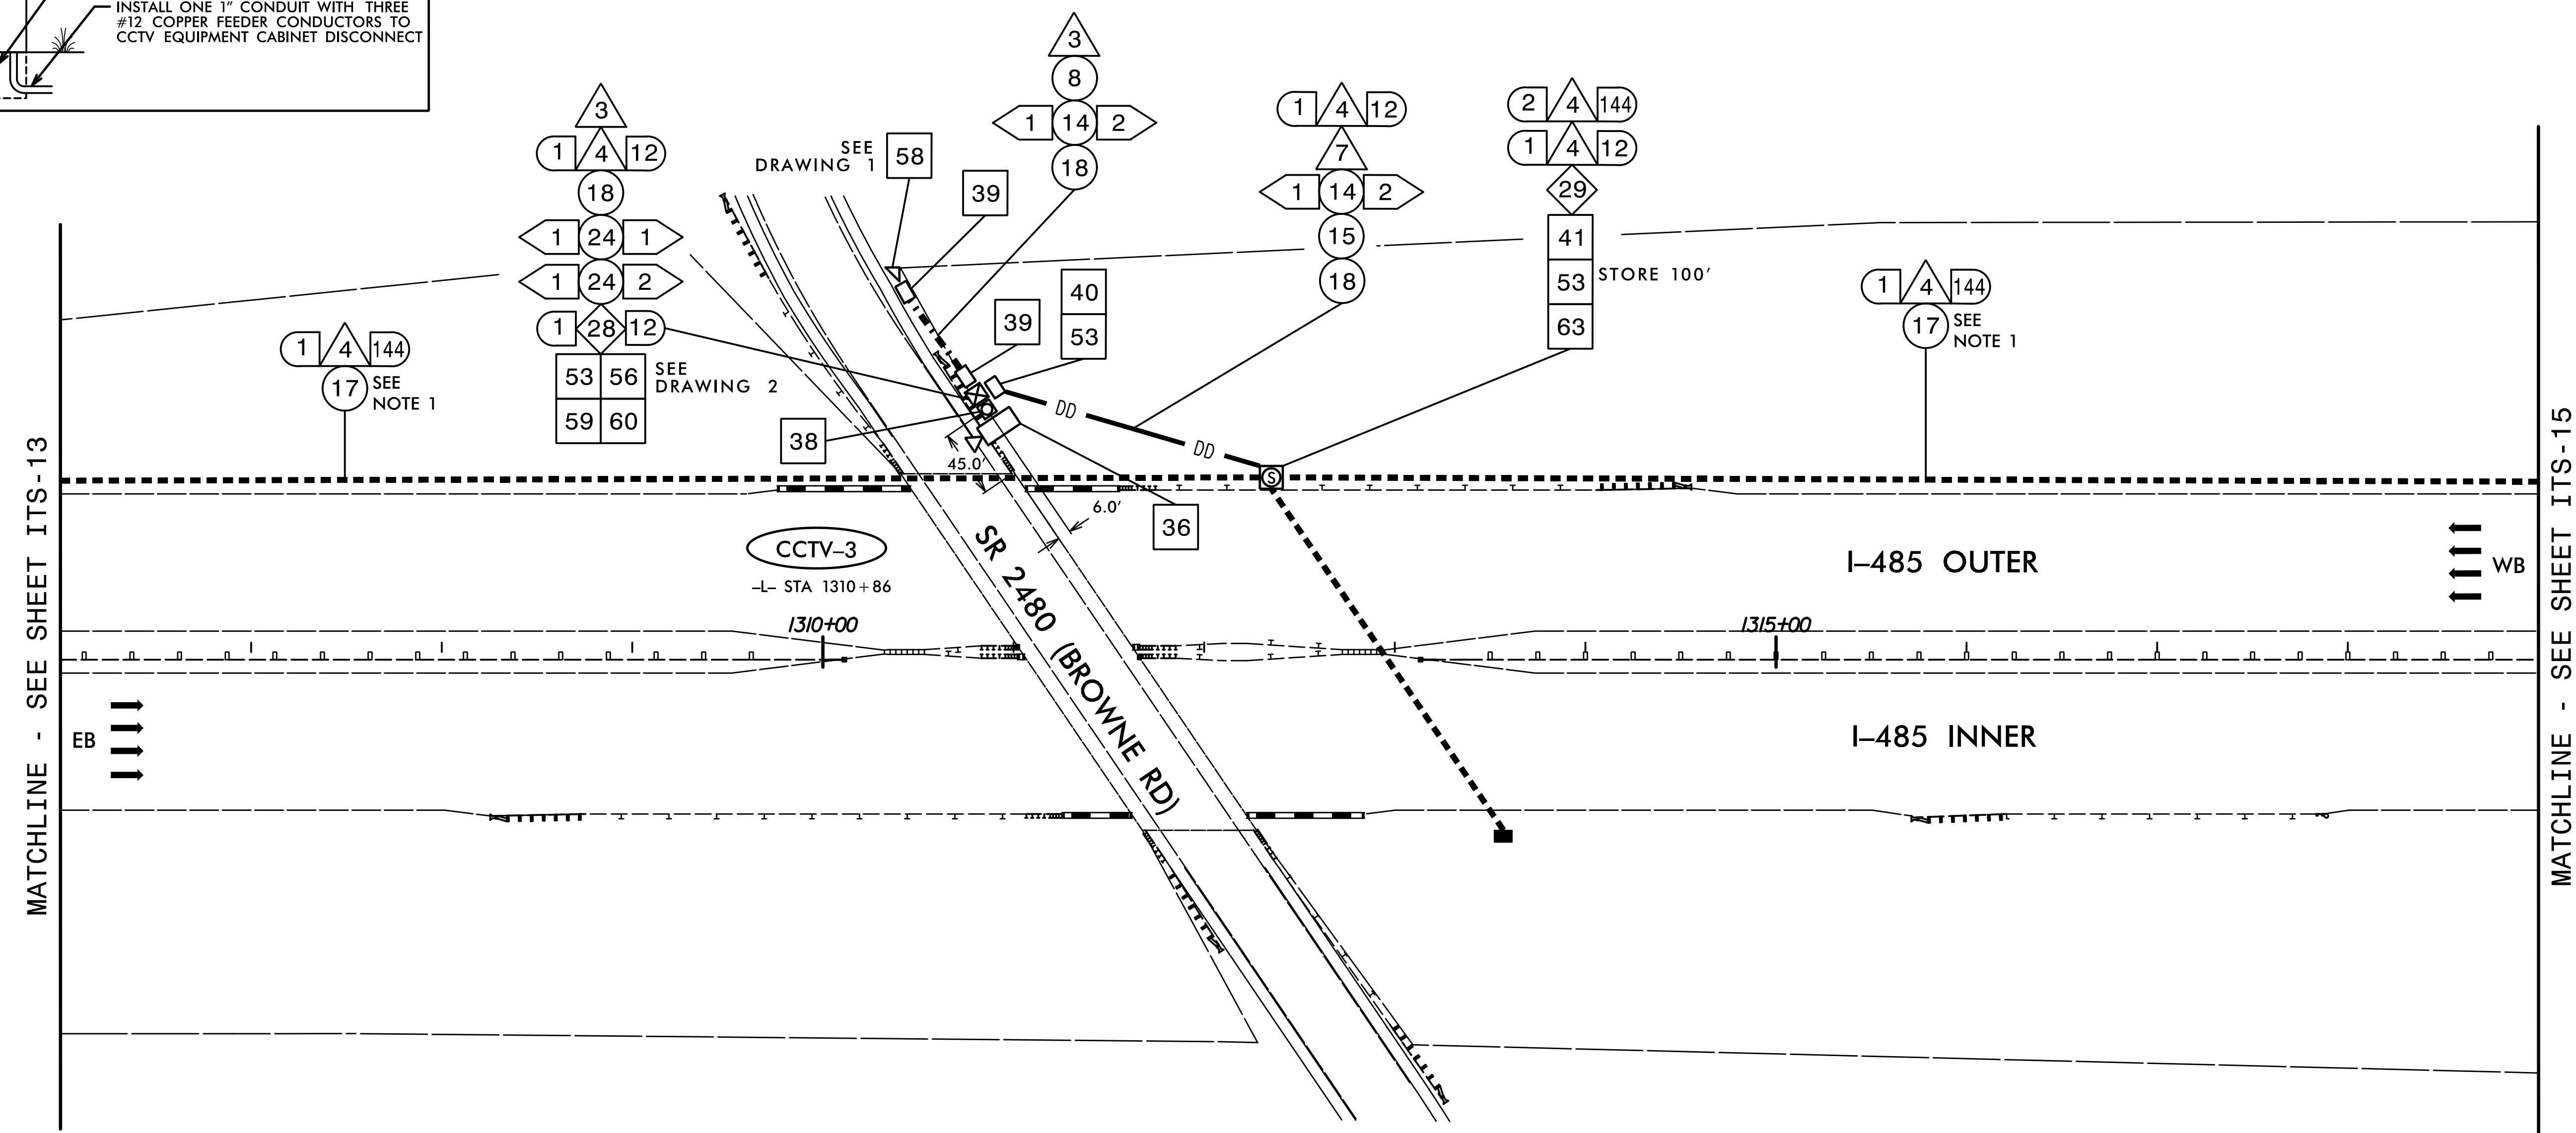 INSTALL ONE 1" CONDUIT WITH THREE
#12 COPPER FEEDER CONDUCTORS TO
CCTV EQUIPMENT CABINET DISCONNECT
3
1 4 12
18
1 24 1
1 24 2
1 28 12
53 56
59 60
SEE
DRAWING 2
SEE
DRAWING 1
58
39
3
8
1 14 2
18
39
40
53
1 4 12
7
1 14 2
15
18
2 4 144
1 4 12
29
41
53
63
STORE 100'
1 4 144
17
SEE
NOTE 1
1 4 144
17
SEE
NOTE 1
38
45.0'
DD
DD
S
36
6.0'
CCTV-3
-L- STA 1310+86
1310+00
1315+00
SR 2480 (BROWNE RD)
I-485 OUTER
WB
I-485 INNER
EB
MATCHLINE - SEE SHEET ITS-13
MATCHLINE - SEE SHEET ITS-15